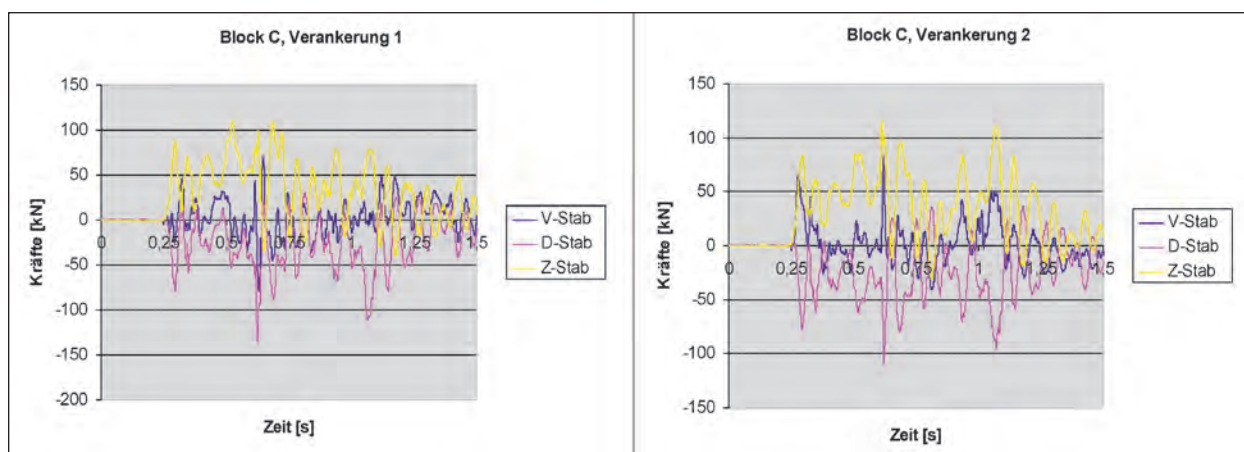 Block C, Verankerung 1
150
100
50
0
-50
-100
-150
-200
Kräfte [kN]
0
0,25
0,5
0,75
1
1,25
1,5
Zeit [s]
V-Stab
D-Stab
Z-Stab
Block C, Verankerung 2
150
100
50
0
-50
-100
-150
Kräfte [kN]
0
0,25
0,5
0,75
1
1,25
1,5
Zeit [s]
V-Stab
D-Stab
Z-Stab